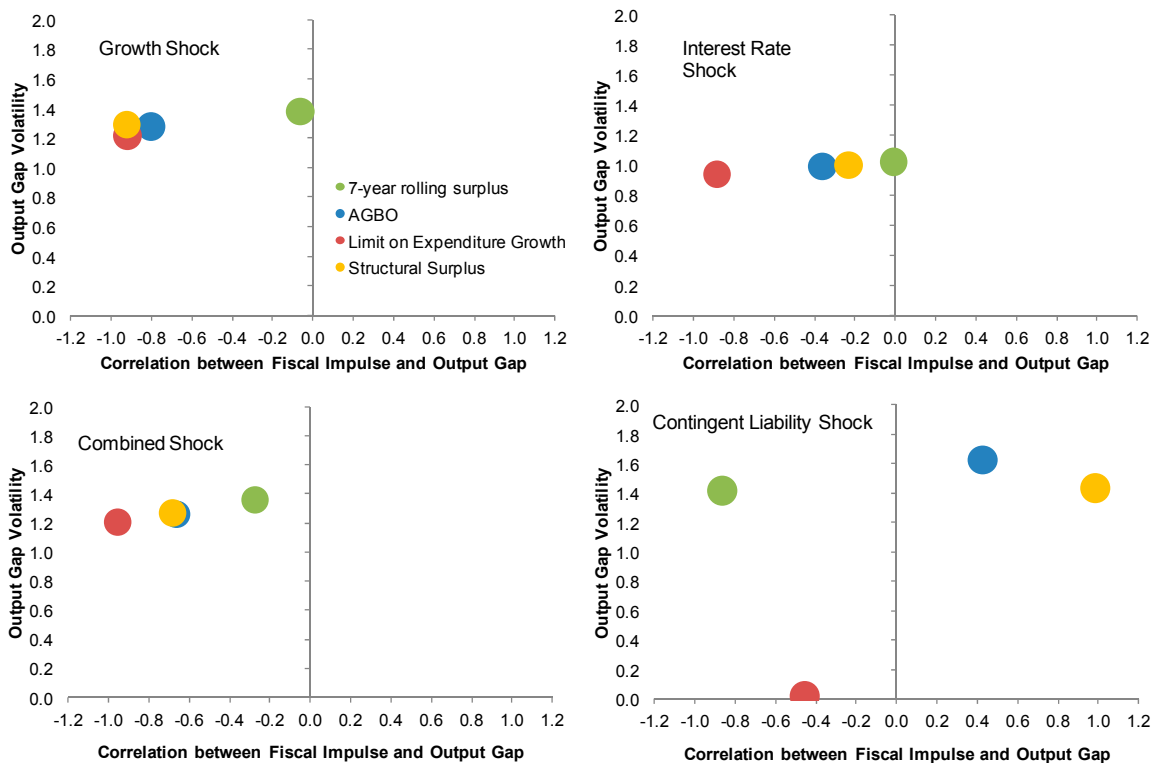 Growth Shock
Output Gap Volatility
2.0
1.8
1.6
1.4
1.2
1.0
0.8
0.6
0.4
0.2
0.0
7-year rolling surplus
AGBO
Limit on Expenditure Growth
Structural Surplus
-1.2 -1.0 -0.8 -0.6 -0.4 -0.2 0.0 0.2 0.4 0.6 0.8 1.0 1.2
Correlation between Fiscal Impulse and Output Gap
Interest Rate
Shock
Output Gap Volatility
2.0
1.8
1.6
1.4
1.2
1.0
0.8
0.6
0.4
0.2
0.0
-1.2 -1.0 -0.8 -0.6 -0.4 -0.2 0.0 0.2 0.4 0.6 0.8 1.0 1.2
Correlation between Fiscal Impulse and Output Gap
Combined Shock
Output Gap Volatility
2.0
1.8
1.6
1.4
1.2
1.0
0.8
0.6
0.4
0.2
0.0
-1.2 -1.0 -0.8 -0.6 -0.4 -0.2 0.0 0.2 0.4 0.6 0.8 1.0 1.2
Correlation between Fiscal Impulse and Output Gap
Contingent Liability Shock
Output Gap Volatility
2.0
1.8
1.6
1.4
1.2
1.0
0.8
0.6
0.4
0.2
0.0
-1.2 -1.0 -0.8 -0.6 -0.4 -0.2 0.0 0.2 0.4 0.6 0.8 1.0 1.2
Correlation between Fiscal Impulse and Output Gap